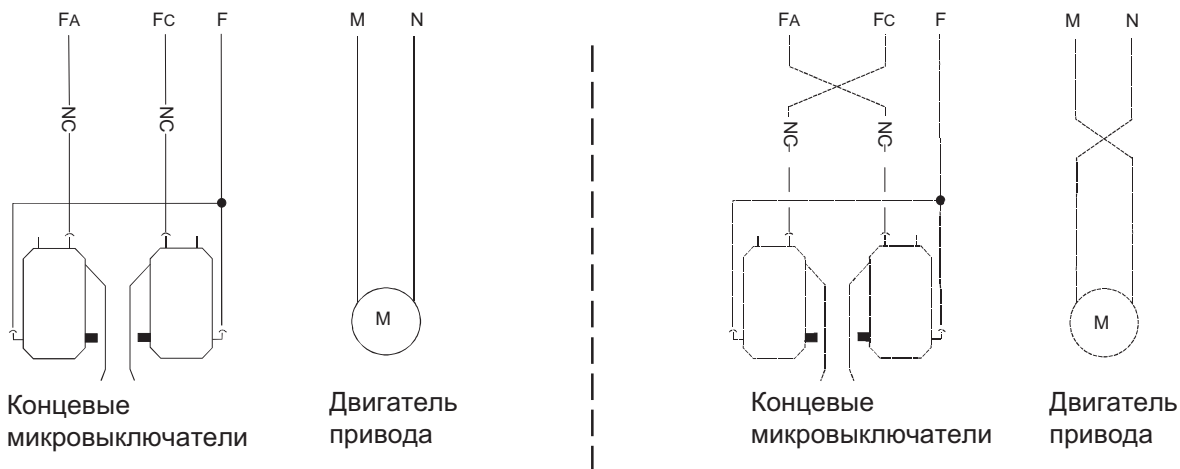 FA FC F M N
NC NC
M
Концевые
микровыключатели
Двигатель
привода
FA FC F M N
NC NC
M
Концевые
микровыключатели
Двигатель
привода